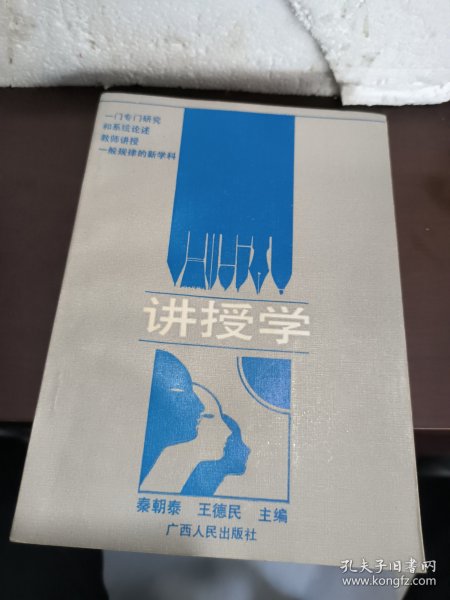 一门专门研究
和系统论述
教师讲授
一般规律的新学科
讲授学
秦朝泰 王德民 主编
广西人民出版社
孔夫子旧书网
www.kongfz.com